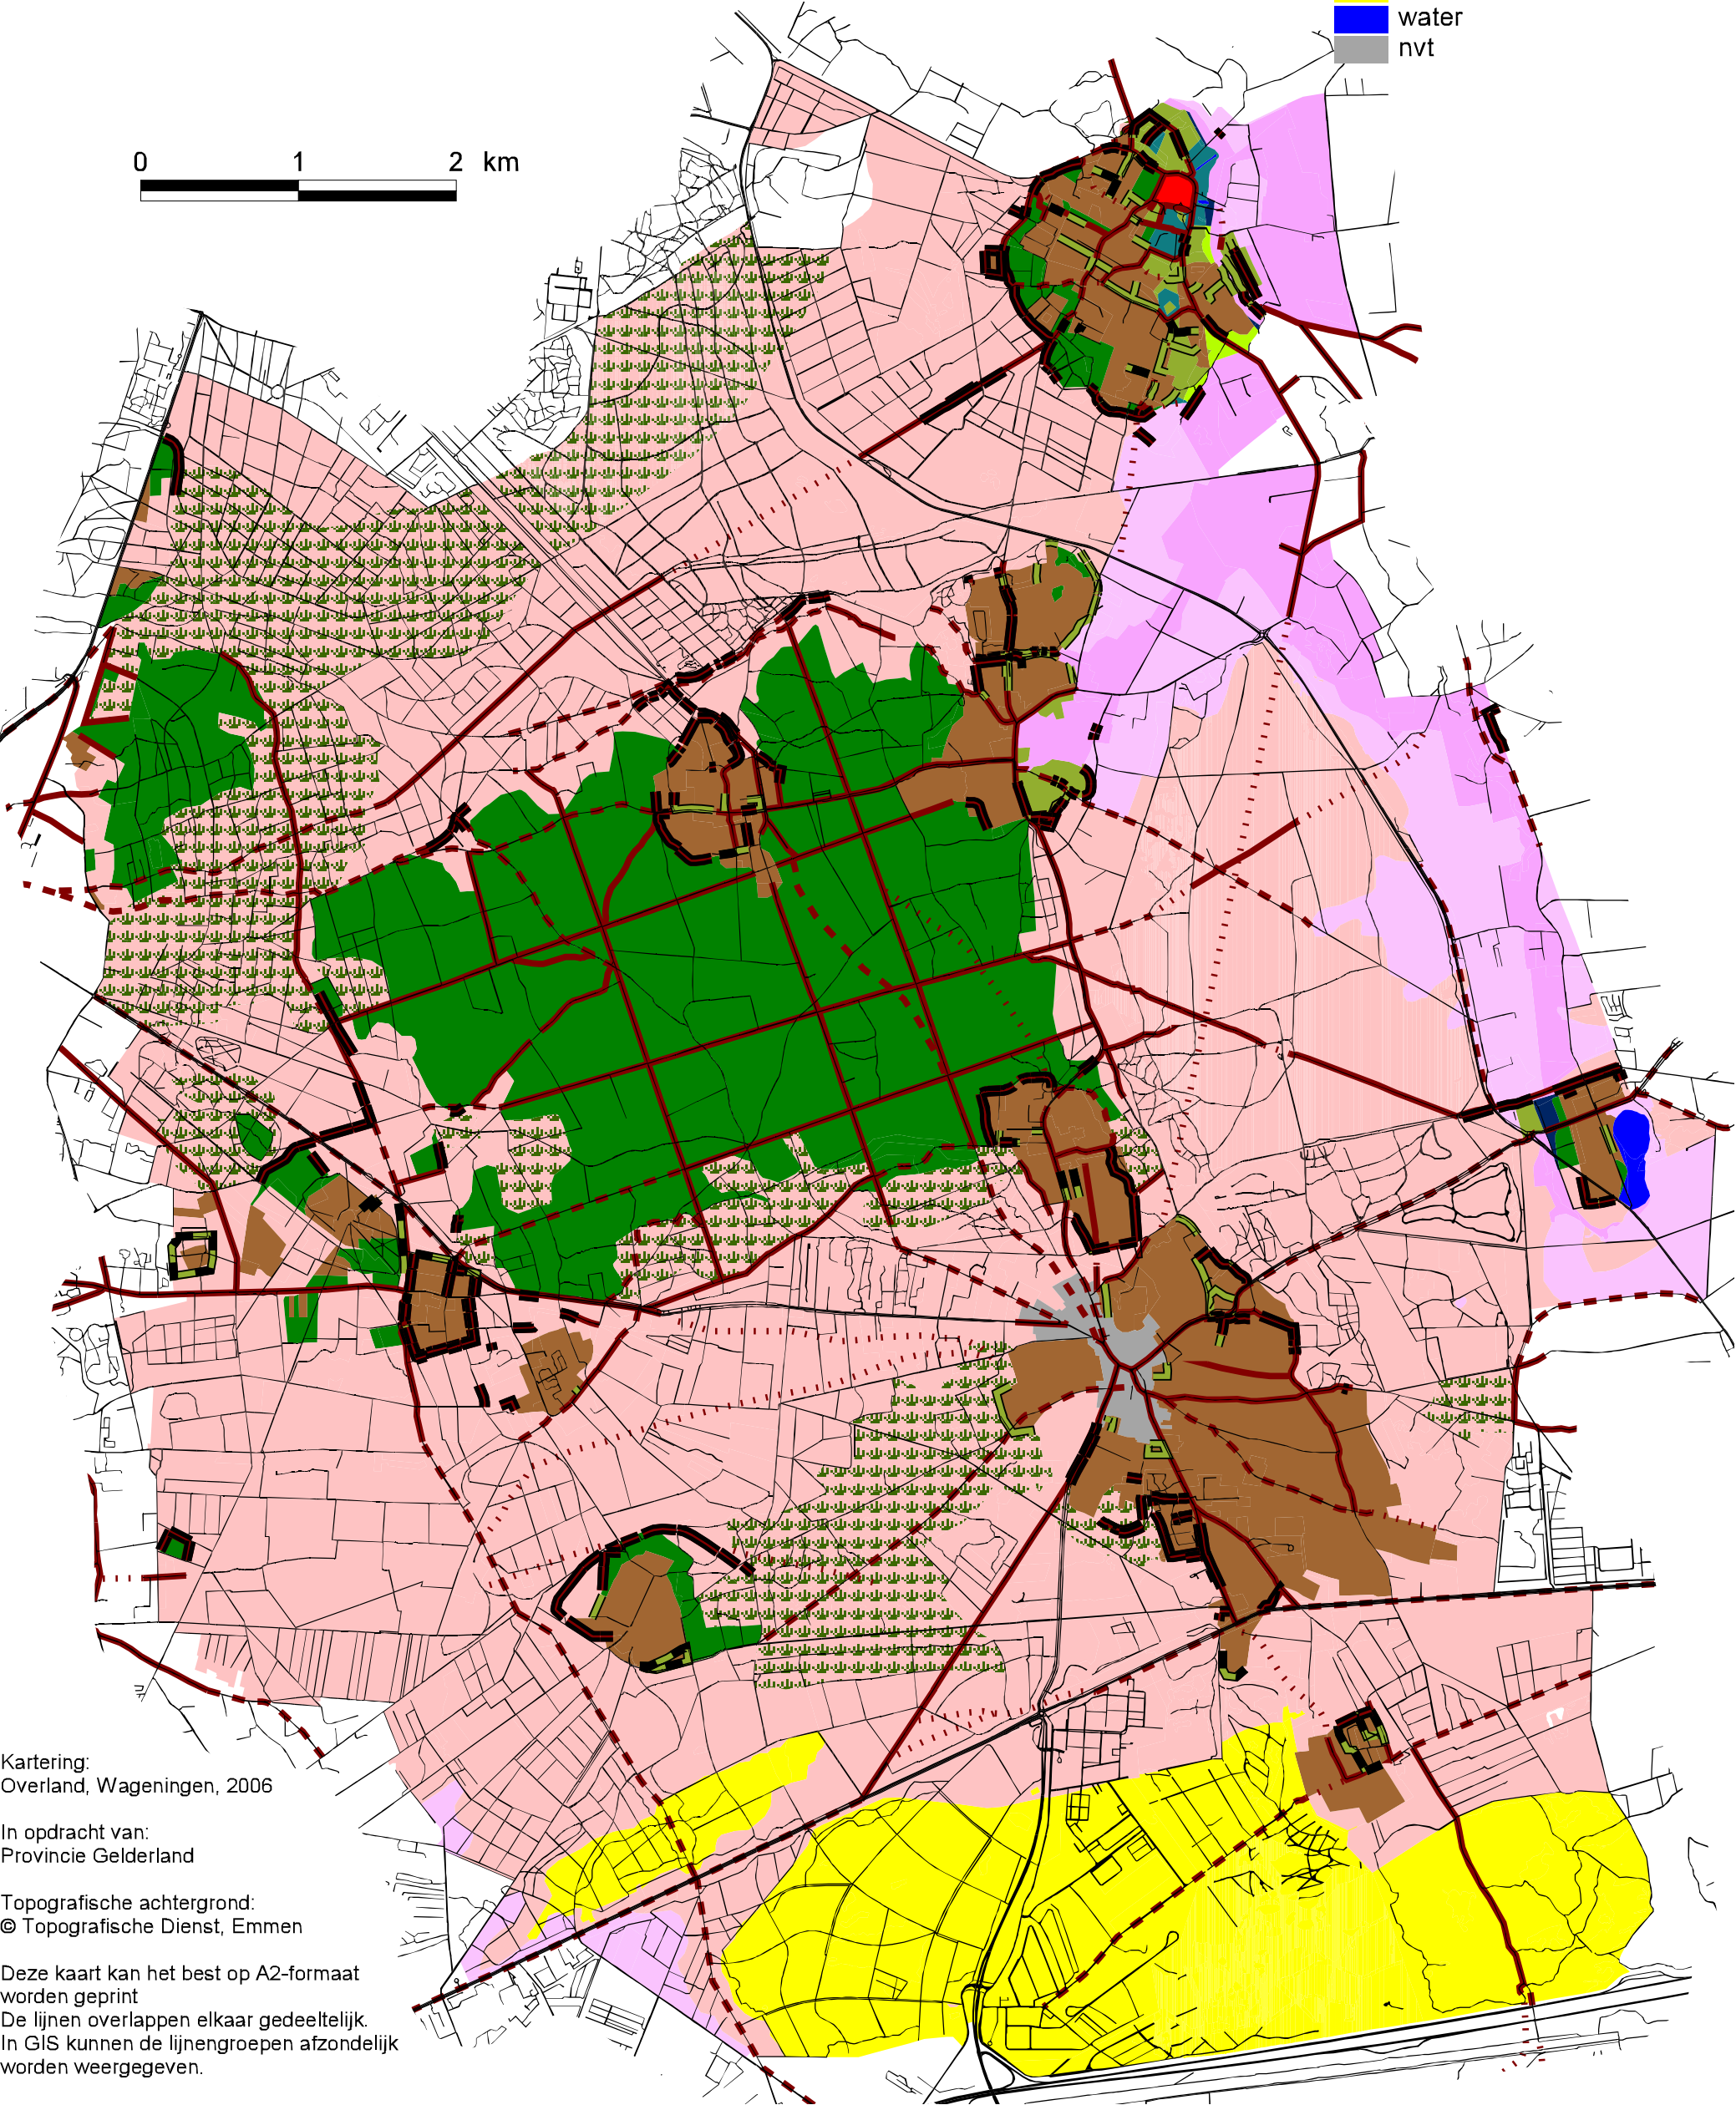 water
nvt
0 1 2 km
Kartering:
Overland, Wageningen, 2006
In opdracht van:
Provincie Gelderland
Topografische achtergrond:
© Topografische Dienst, Emmen
Deze kaart kan het best op A2-formaat
worden geprint
De lijnen overlappen elkaar gedeeltelijk.
In GIS kunnen de lijnengroepen afzondelijk
worden weergegeven.